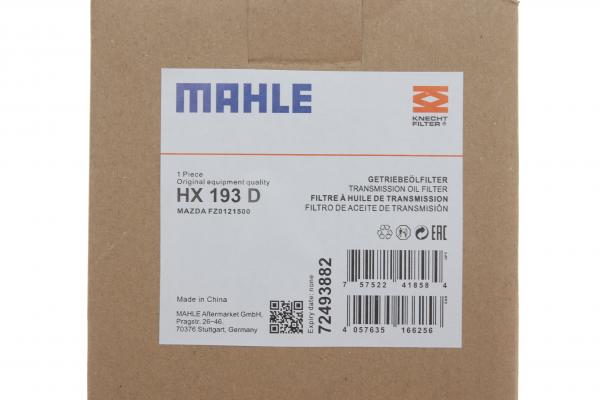 MAHLE
KNECHT
FILTER®
1 Piece
Original equipment quality
HX 193 D
MAZDA FZ0121500
GETRIEBEÖLFILTER
TRANSMISSION OIL FILTER
FILTRE À HUILE DE TRANSMISSION
FILTRO DE ACEITE DE TRANSMISIÓN
EAC
Made in China
MAHLE Aftermarket GmbH,
Pragstr. 26-46,
70376 Stuttgart, Germany
Expiry date: none
72493882
7 57522 41858 4
4 057635 166256